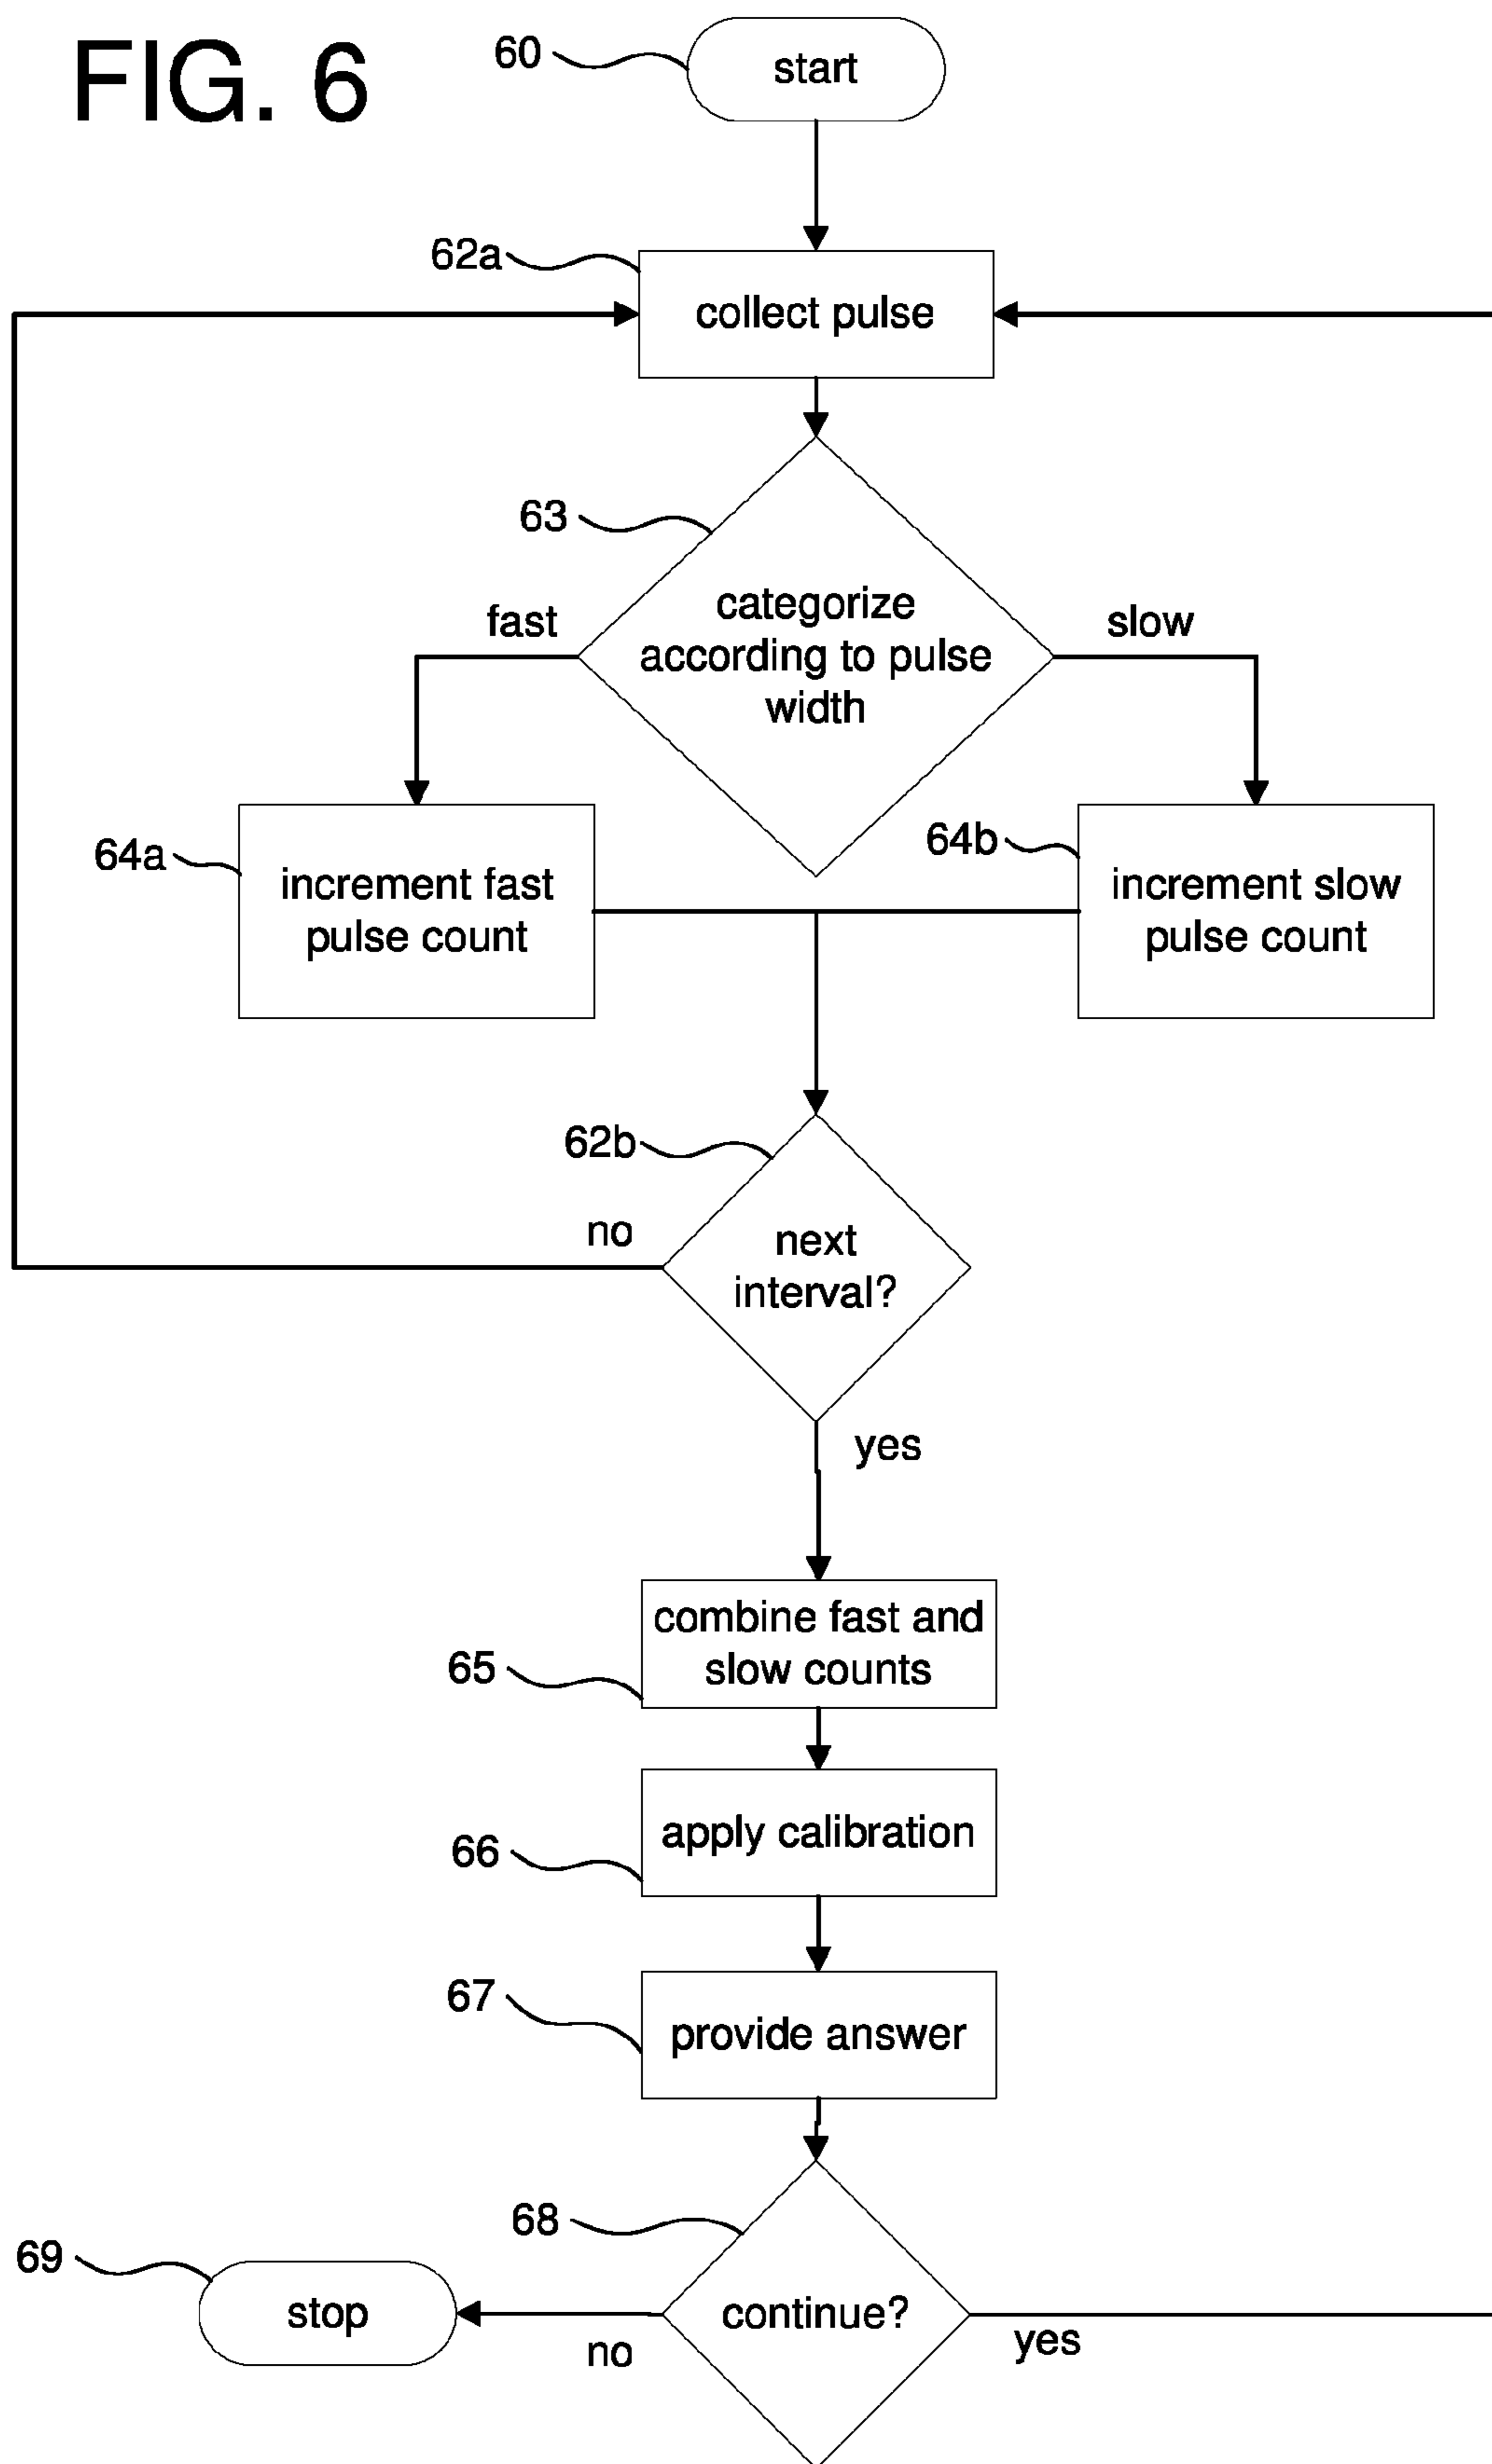 FIG. 6
60
start
62a
collect pulse
63
categorize
according to pulse
width
fast
slow
64a
increment fast
pulse count
64b
increment slow
pulse count
62b
next
interval?
no
yes
65
combine fast and
slow counts
66
apply calibration
67
provide answer
68
continue?
69
stop
no
yes